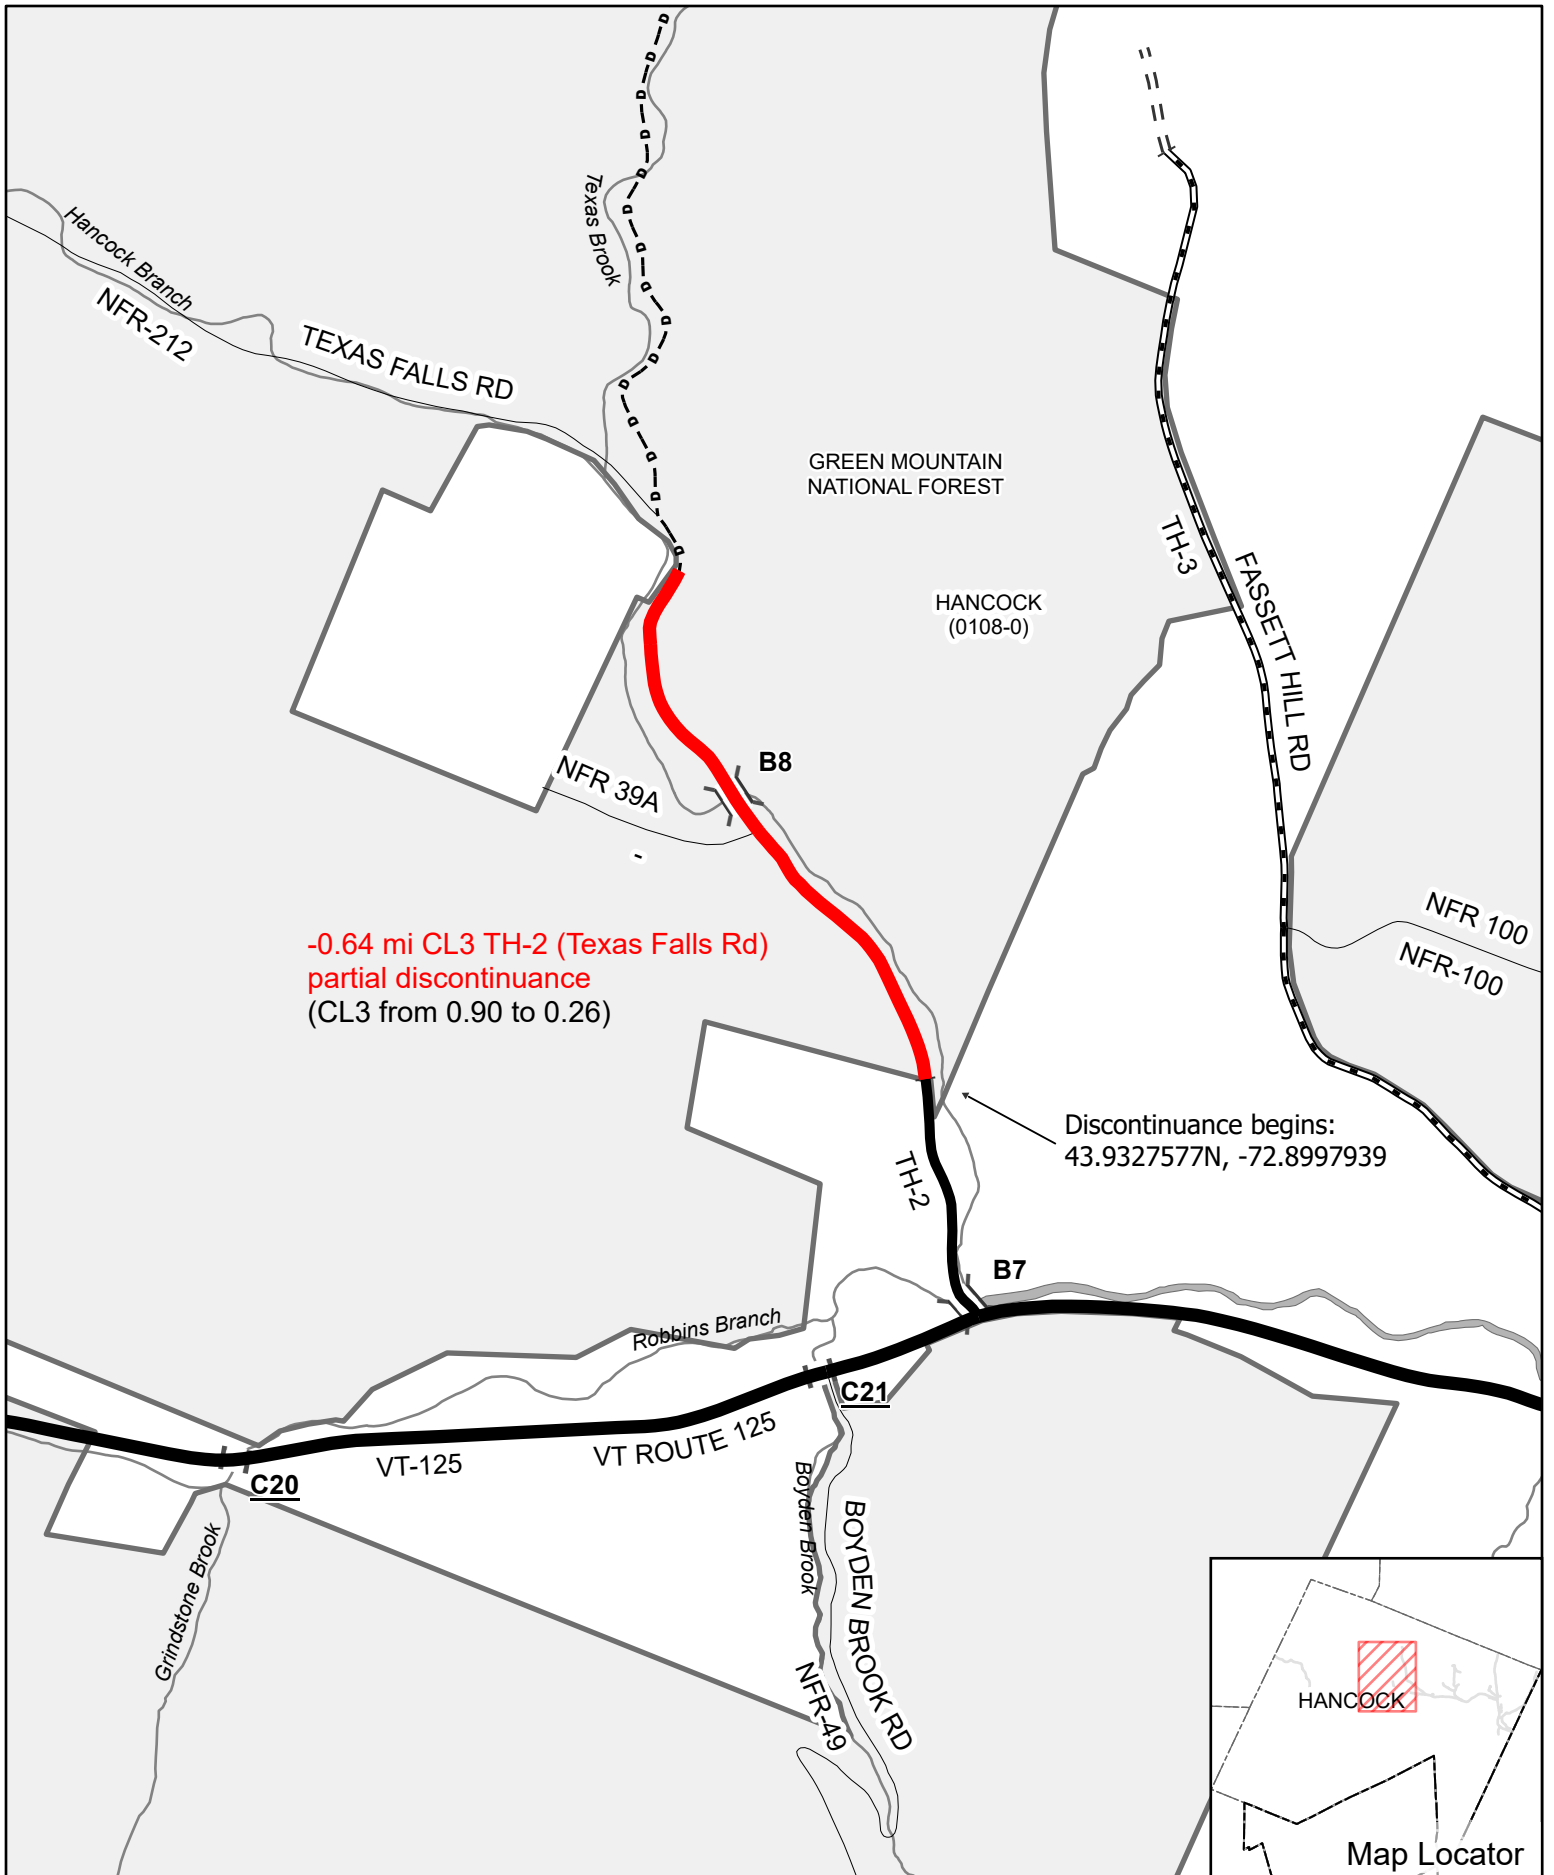 Texas Brook
Hancock Branch
NFR-212
TEXAS FALLS RD
GREEN MOUNTAIN
NATIONAL FOREST
TH-3
FASSETT HILL RD
HANCOCK
(0108-0)
B8
NFR 39A
-
-0.64 mi CL3 TH-2 (Texas Falls Rd)
partial discontinuance
(CL3 from 0.90 to 0.26)
NFR 100
NFR-100
Discontinuance begins:
43.9327577N, -72.8997939
TH-2
B7
Robbins Branch
C21
VT ROUTE 125
VT-125
C20
Grindstone Brook
Boyden Brook
BOYDEN BROOK RD
NFR-49
HANCOCK
Map Locator